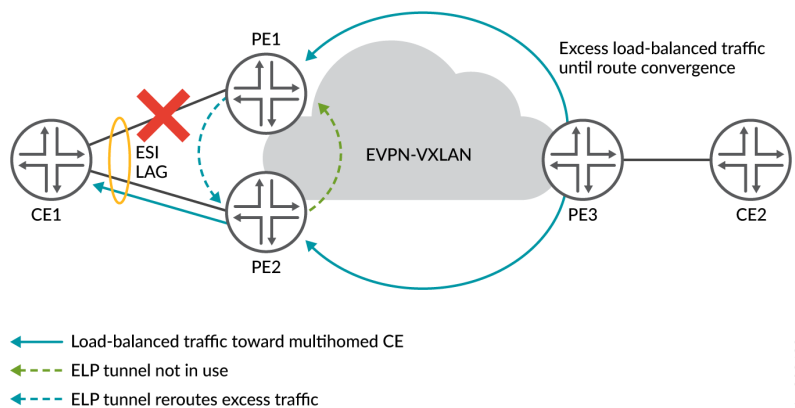 PE1
Excess load-balanced traffic
until route convergence
ESI
LAG
EVPN-VXLAN
CE1
PE2
PE3
CE2
Load-balanced traffic toward multihomed CE
ELP tunnel not in use
ELP tunnel reroutes excess traffic